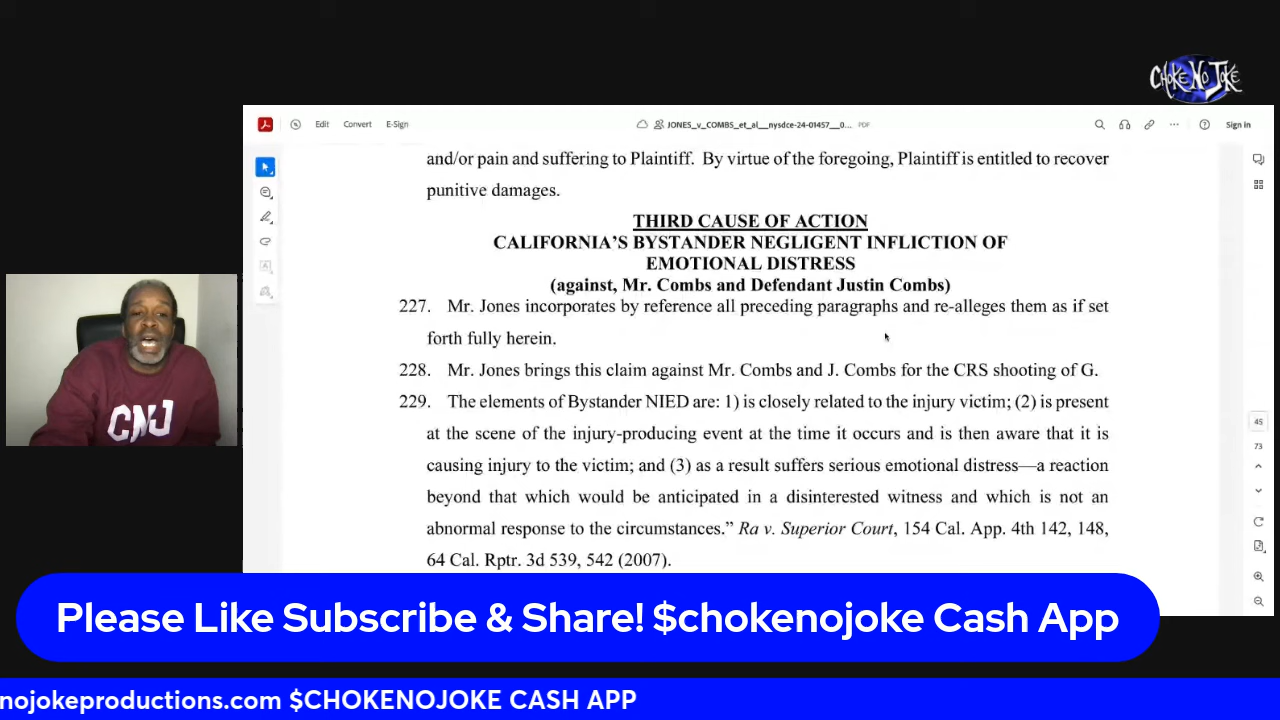 CHOKE NO JOKE
Edit Convert E-Sign
JONES_v_COMBS_et_al__nysdce-24-01457__0... PDF
Sign in
and/or pain and suffering to Plaintiff. By virtue of the foregoing, Plaintiff is entitled to recover
punitive damages.
THIRD CAUSE OF ACTION
CALIFORNIA'S BYSTANDER NEGLIGENT INFLICTION OF
EMOTIONAL DISTRESS
(against, Mr. Combs and Defendant Justin Combs)
227. Mr. Jones incorporates by reference all preceding paragraphs and re-alleges them as if set
forth fully herein.
228. Mr. Jones brings this claim against Mr. Combs and J. Combs for the CRS shooting of G.
229. The elements of Bystander NIED are: 1) is closely related to the injury victim; (2) is present
at the scene of the injury-producing event at the time it occurs and is then aware that it is
causing injury to the victim; and (3) as a result suffers serious emotional distress—a reaction
beyond that which would be anticipated in a disinterested witness and which is not an
abnormal response to the circumstances." Ra v. Superior Court, 154 Cal. App. 4th 142, 148,
64 Cal. Rptr. 3d 539, 542 (2007).
45
73
CNJ
Please Like Subscribe & Share! $chokenojoke Cash App
nojokeproductions.com $CHOKENOJOKE CASH APP